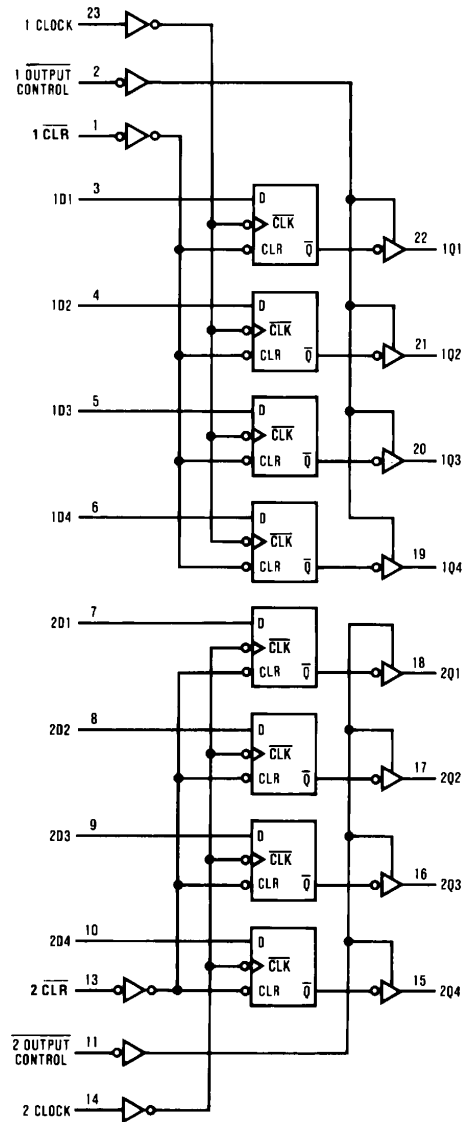 1 CLOCK 23
1 OUTPUT CONTROL 2
1 CLR 1
1D1 3 D
CLK
CLR Q 22 1Q1
1D2 4 D
CLK
CLR Q 21 1Q2
1D3 5 D
CLK
CLR Q 20 1Q3
1D4 6 D
CLK
CLR Q 19 1Q4
2D1 7 D
CLK
CLR Q 18 2Q1
2D2 8 D
CLK
CLR Q 17 2Q2
2D3 9 D
CLK
CLR Q 16 2Q3
2D4 10 D
CLK
2 CLR 13 CLR Q 15 2Q4
2 OUTPUT CONTROL 11
2 CLOCK 14